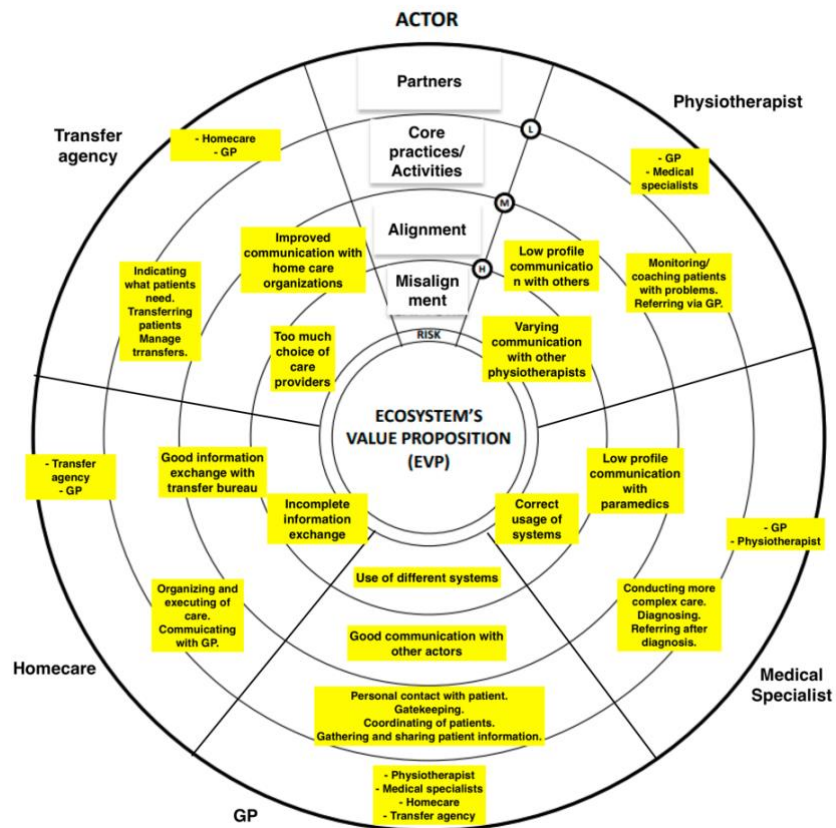 ACTOR
Partners
Core
practices/
Activities
Alignment
Misalign
ment
RISK
L
M
H
ECOSYSTEM'S
VALUE PROPOSITION
(EVP)
Physiotherapist
- GP
- Medical
specialists
Monitoring/
coaching patients
with problems.
Referring via GP.
Low profile
communicatio
n with others
Varying
communication
with other
physiotherapists
Medical
Specialist
- GP
- Physiotherapist
Conducting more
complex care.
Diagnosing.
Referring after
diagnosis.
Low profile
communication
with
paramedics
Correct
usage of
systems
GP
- Physiotherapist
- Medical specialists
- Homecare
- Transfer agency
Personal contact with patient.
Gatekeeping.
Coordinating of patients.
Gathering and sharing patient information.
Good communication with
other actors
Use of different systems
Homecare
- Transfer
agency
- GP
Organizing and
executing of
care.
Commuicating
with GP.
Good information
exchange with
transfer bureau
Incomplete
information
exchange
Transfer
agency
- Homecare
- GP
Indicating
what patients
need.
Transferring
patients
Manage
trransfers.
Improved
communication with
home care
organizations
Too much
choice of
care
providers